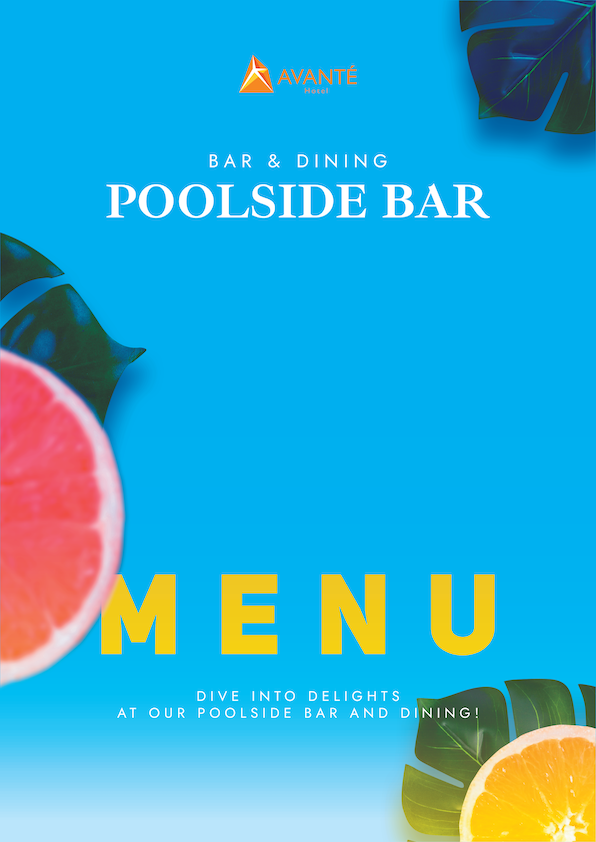 AVANTÉ
Hotel
BAR & DINING
POOLSIDE BAR
MENU
DIVE INTO DELIGHTS
AT OUR POOLSIDE BAR AND DINING!